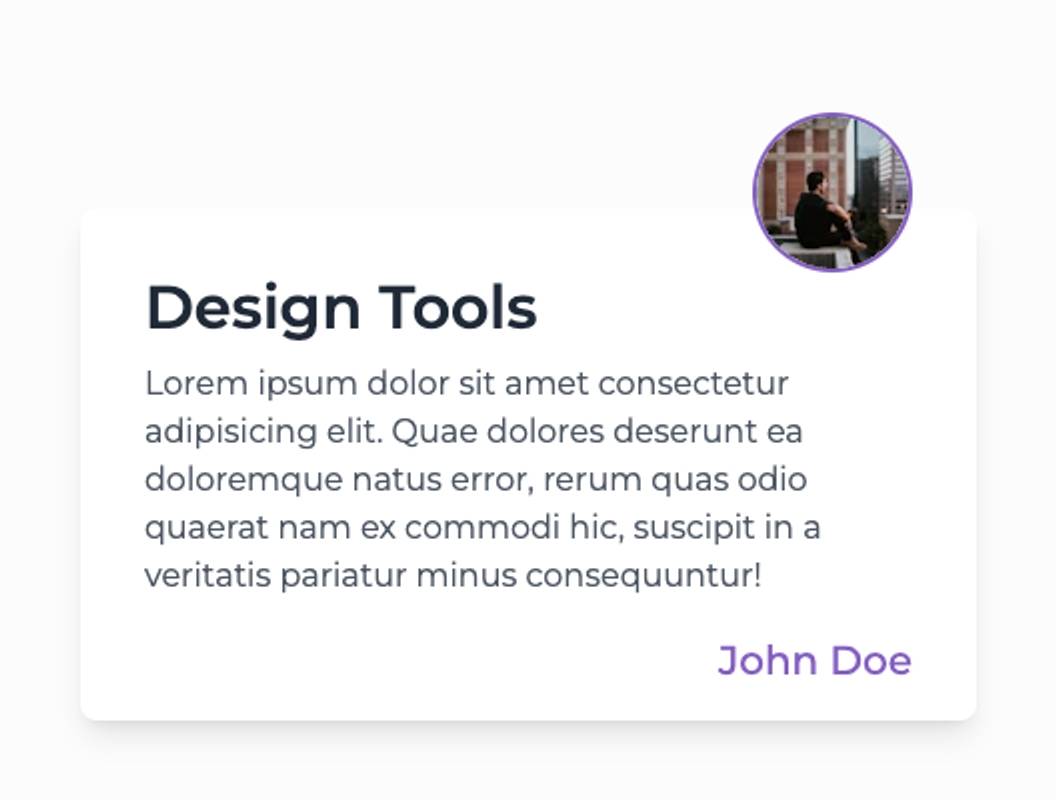 Design Tools
Lorem ipsum dolor sit amet consectetur
adipisicing elit. Quae dolores deserunt ea
doloremque natus error, rerum quas odio
quaerat nam ex commodi hic, suscipit in a
veritatis pariatur minus consequuntur!
John Doe